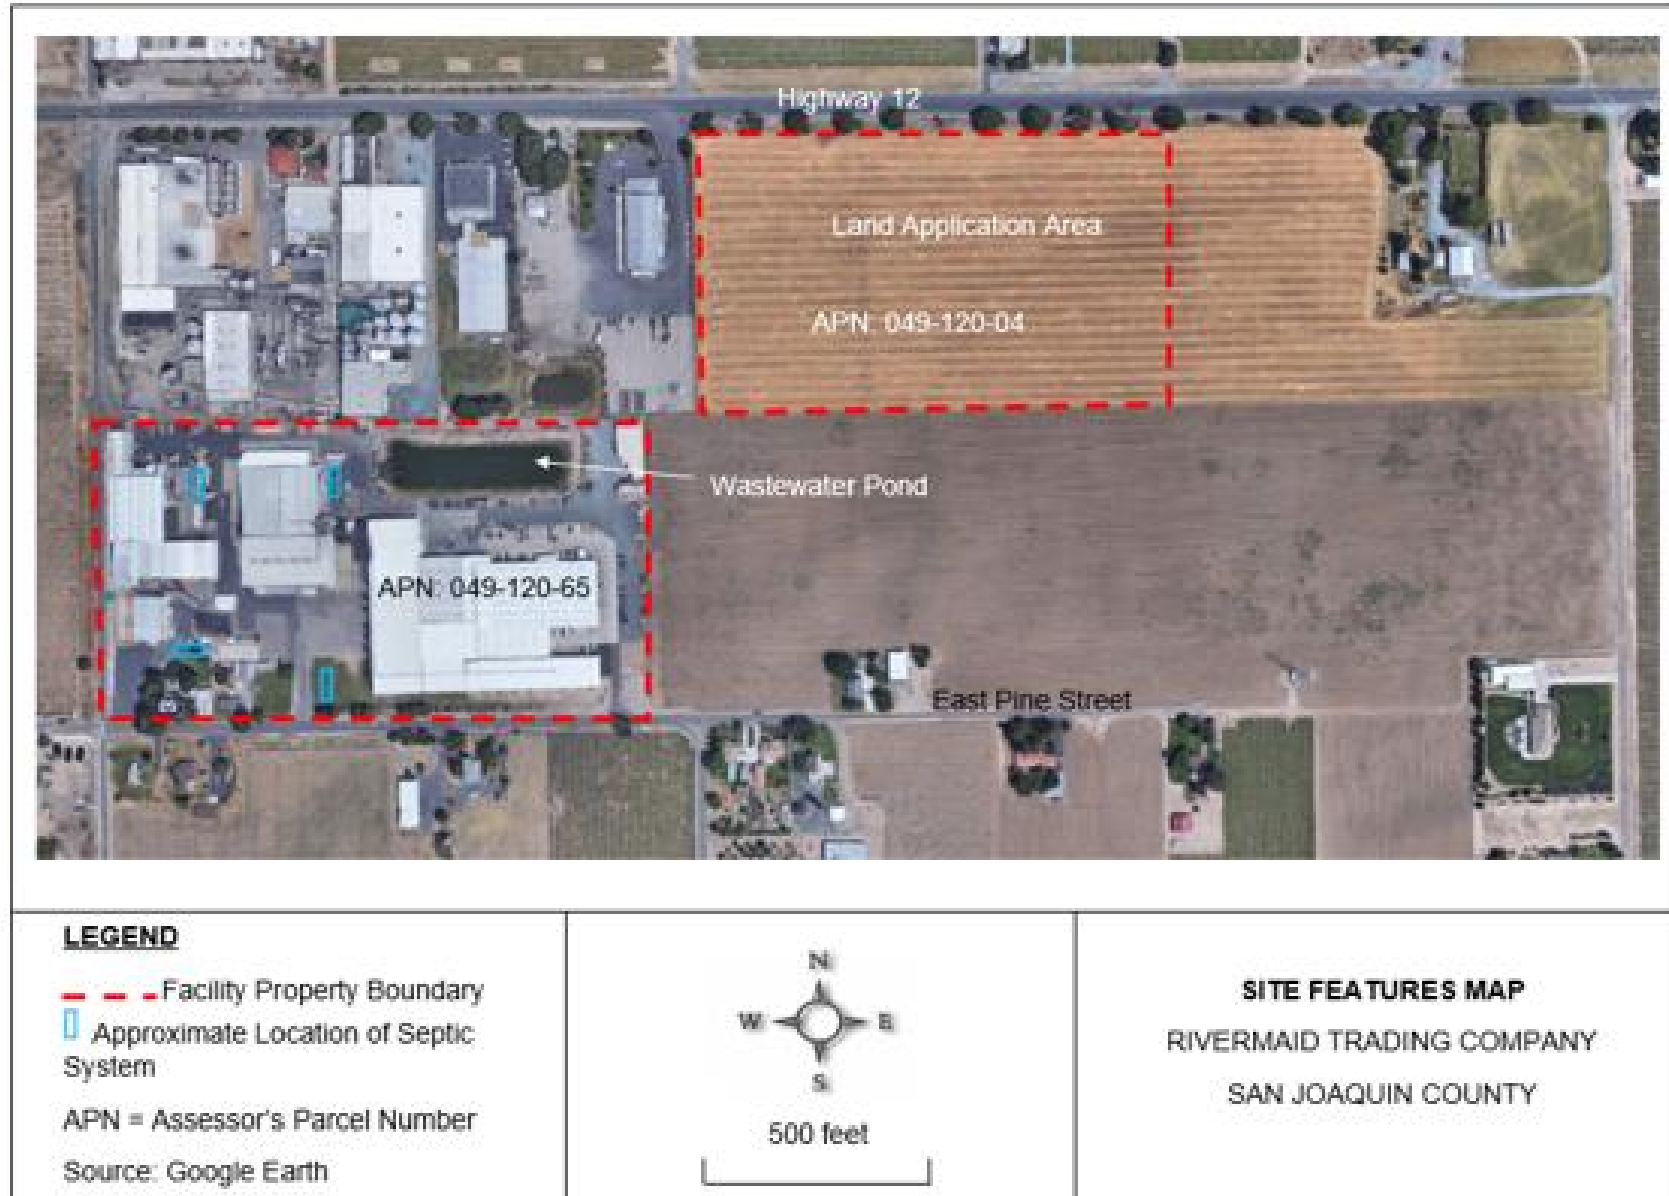 Highway 12
Land Application Area
APN: 049-120-04
Wastewater Pond
APN: 049-120-65
East Pine Street
LEGEND
Facility Property Boundary
Approximate Location of Septic
System
APN = Assessor's Parcel Number
Source: Google Earth
N
W E
S
500 feet
SITE FEATURES MAP
RIVERMAID TRADING COMPANY
SAN JOAQUIN COUNTY